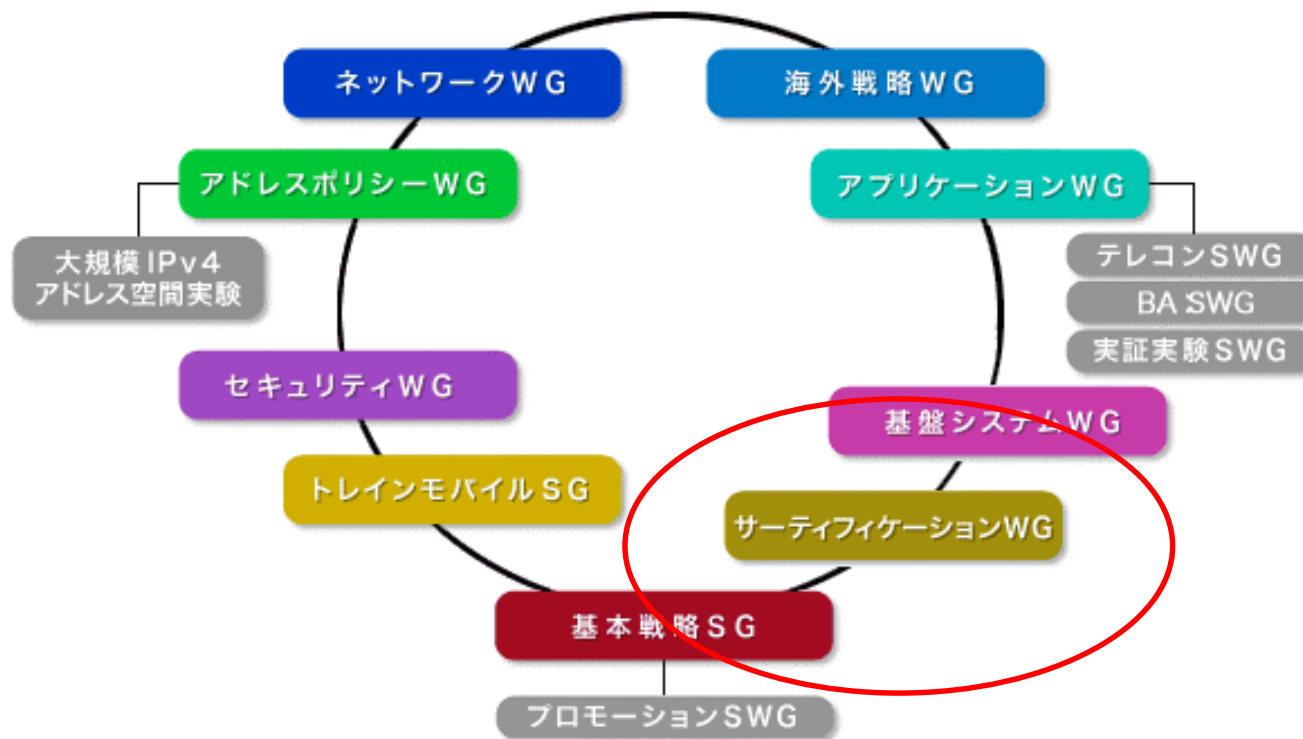 ネットワークWG
海外戦略WG
アドレスポリシーWG
アプリケーションWG
大規模IPv4
アドレス空間実験
テレコンSWG
BA SWG
実証実験SWG
セキュリティWG
基盤システムWG
トレインモバイルSG
サーティフィケーションWG
基本戦略SG
プロモーションSWG